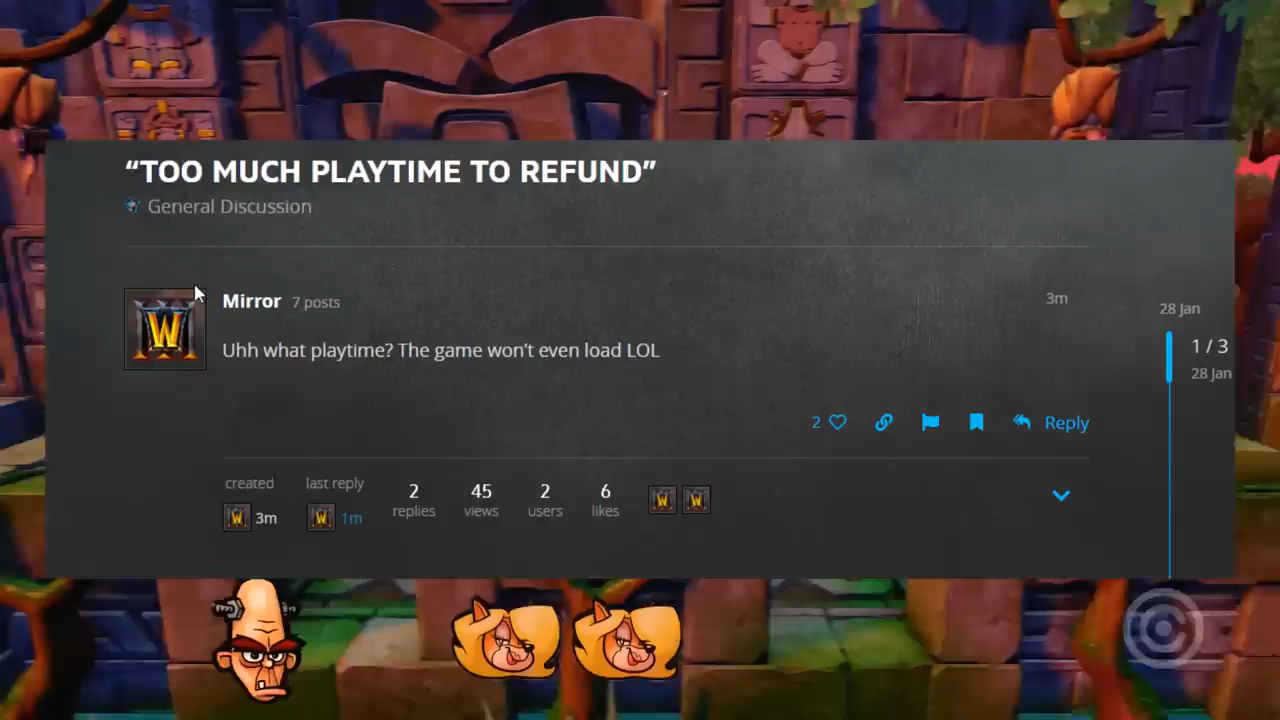 “TOO MUCH PLAYTIME TO REFUND”
General Discussion
Mirror 7 posts
3m
28 Jan
Uhh what playtime? The game won’t even load LOL
1 / 3
28 Jan
2
Reply
created
last reply
2
45
2
6
replies
views
users
likes
3m
1m